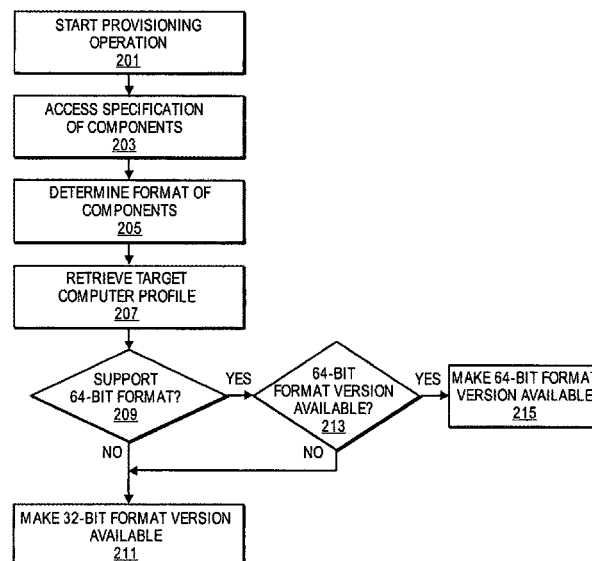 START PROVISIONING
OPERATION
201
ACCESS SPECIFICATION
OF COMPONENTS
203
DETERMINE FORMAT OF
COMPONENTS
205
RETRIEVE TARGET
COMPUTER PROFILE
207
SUPPORT
64-BIT FORMAT?
209
YES
NO
64-BIT
FORMAT VERSION
AVAILABLE?
213
YES
NO
MAKE 64-BIT FORMAT
VERSION AVAILABLE
215
MAKE 32-BIT FORMAT VERSION
AVAILABLE
211